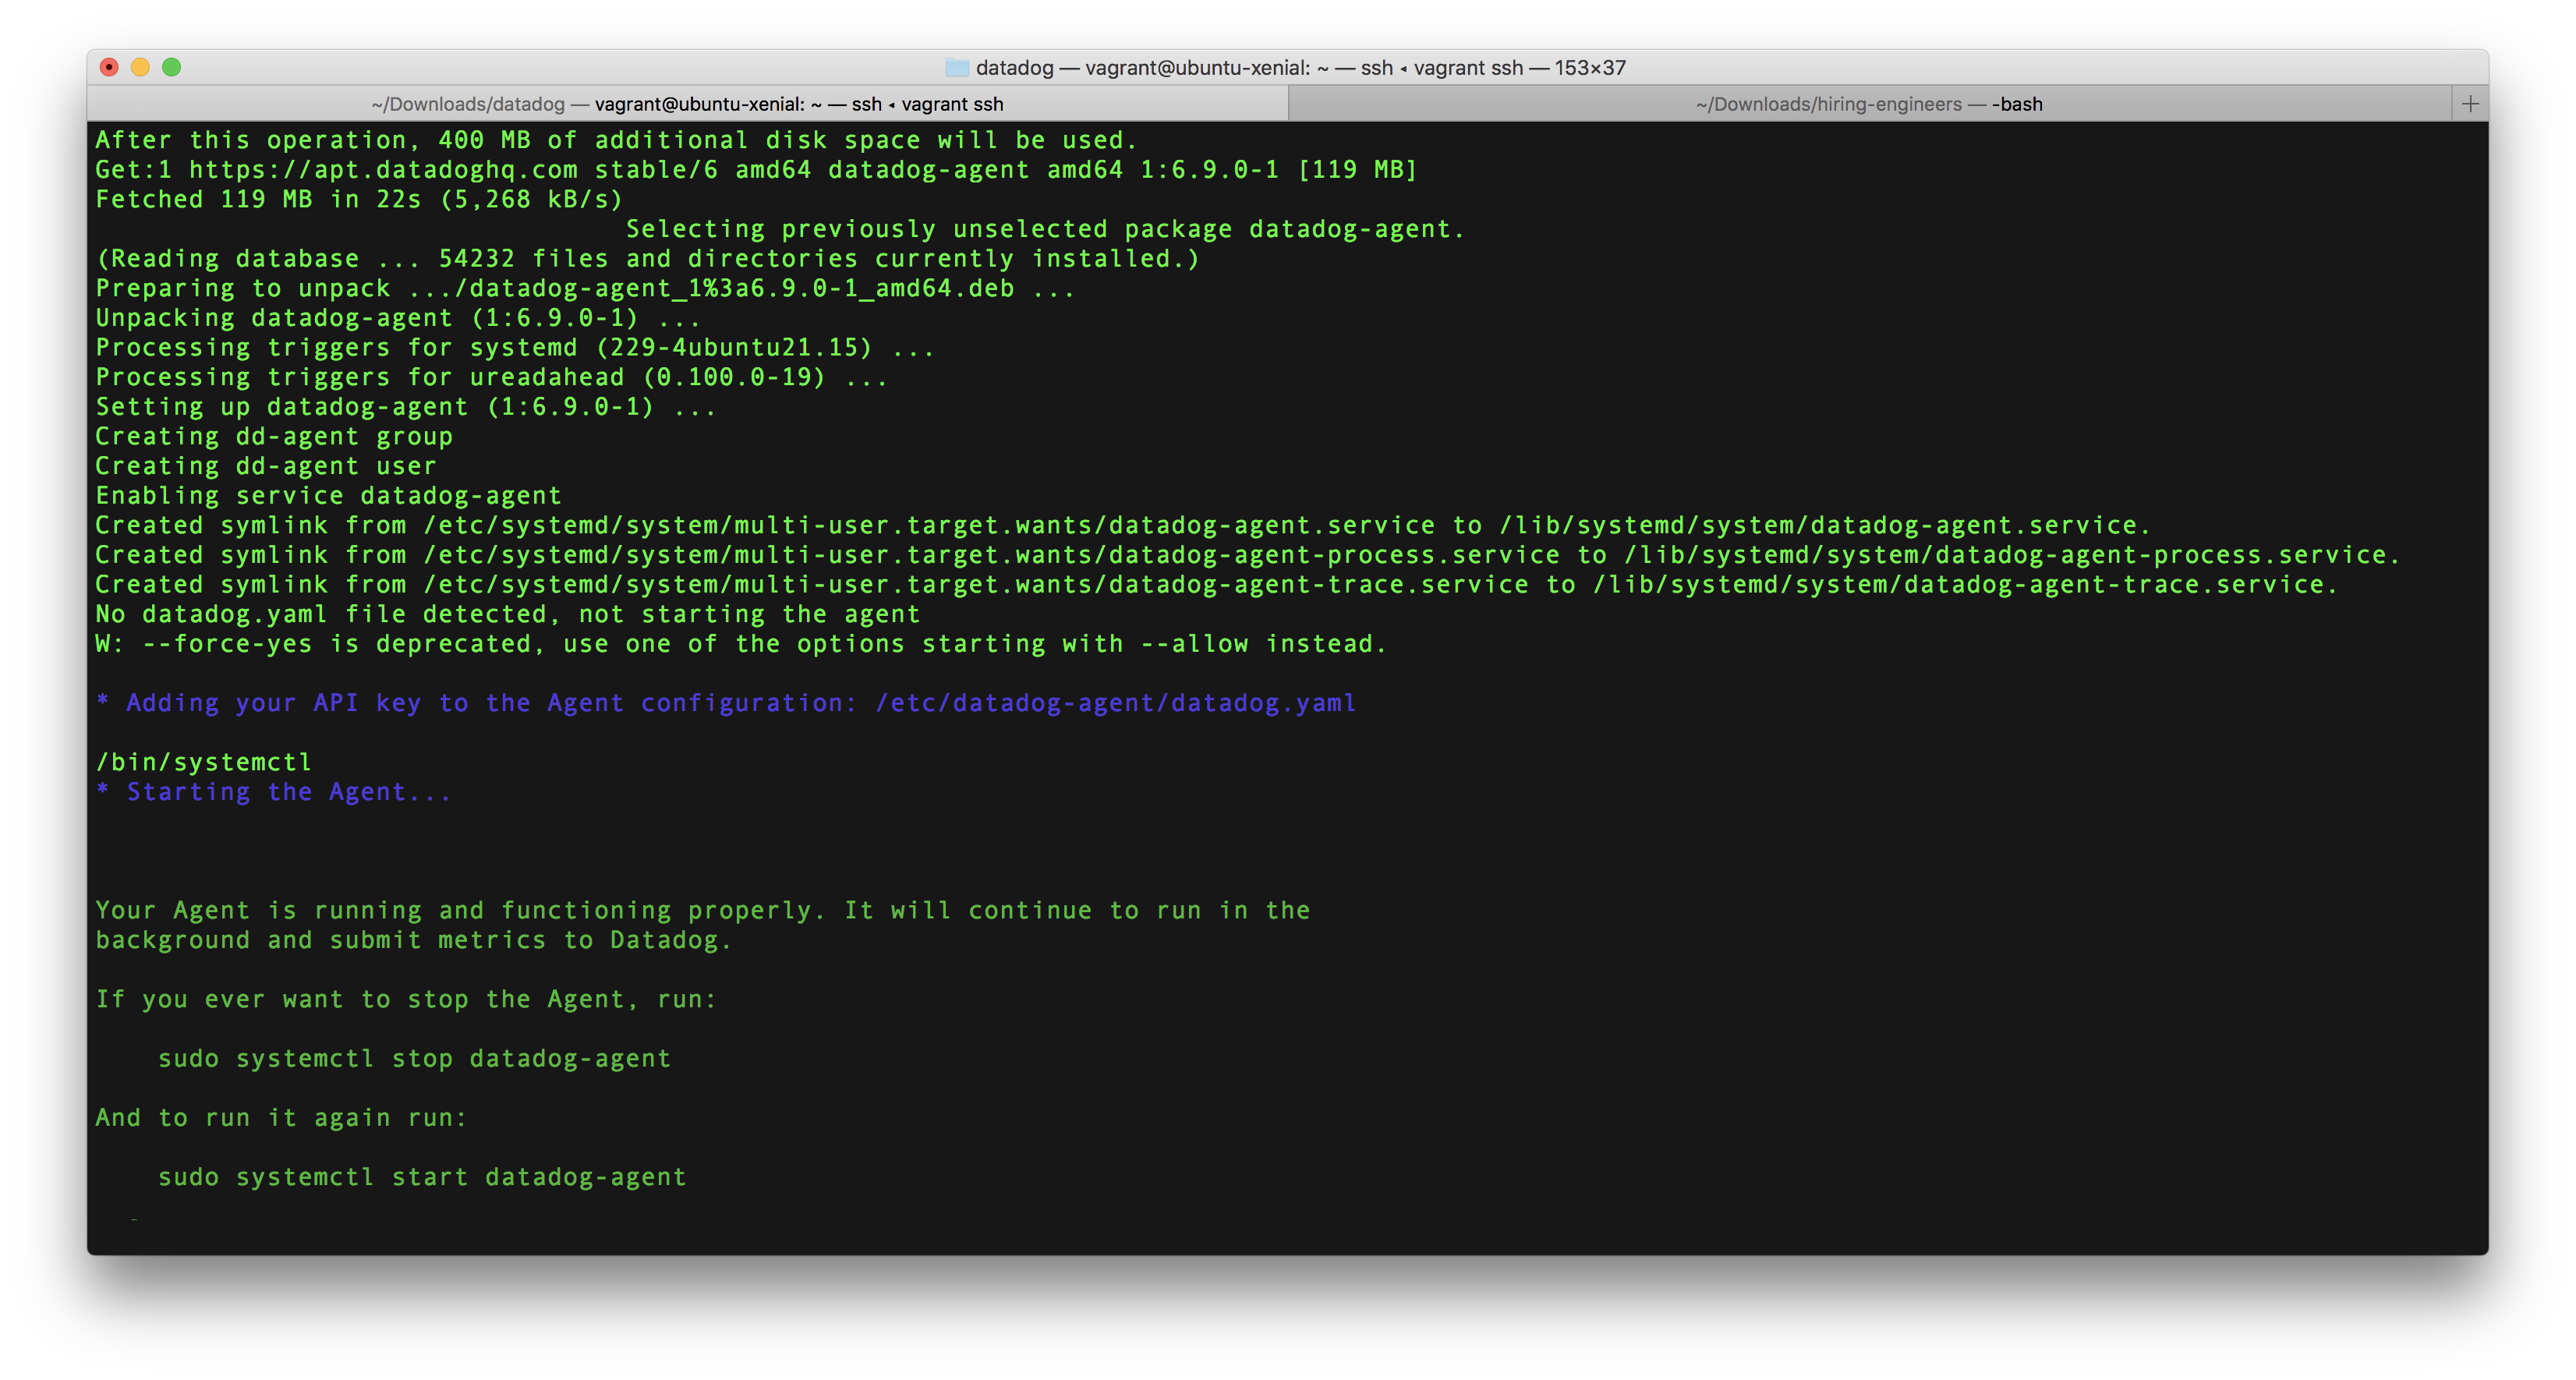 datadog — vagrant@ubuntu-xenial: ~ — ssh ◂ vagrant ssh — 153×37
~/Downloads/datadog — vagrant@ubuntu-xenial: ~ — ssh ◂ vagrant ssh
~/Downloads/hiring-engineers — -bash
After this operation, 400 MB of additional disk space will be used.
Get:1 https://apt.datadoghq.com stable/6 amd64 datadog-agent amd64 1:6.9.0-1 [119 MB]
Fetched 119 MB in 22s (5,268 kB/s)
Selecting previously unselected package datadog-agent.
(Reading database ... 54232 files and directories currently installed.)
Preparing to unpack .../datadog-agent_1%3a6.9.0-1_amd64.deb ...
Unpacking datadog-agent (1:6.9.0-1) ...
Processing triggers for systemd (229-4ubuntu21.15) ...
Processing triggers for ureadahead (0.100.0-19) ...
Setting up datadog-agent (1:6.9.0-1) ...
Creating dd-agent group
Creating dd-agent user
Enabling service datadog-agent
Created symlink from /etc/systemd/system/multi-user.target.wants/datadog-agent.service to /lib/systemd/system/datadog-agent.service.
Created symlink from /etc/systemd/system/multi-user.target.wants/datadog-agent-process.service to /lib/systemd/system/datadog-agent-process.service.
Created symlink from /etc/systemd/system/multi-user.target.wants/datadog-agent-trace.service to /lib/systemd/system/datadog-agent-trace.service.
No datadog.yaml file detected, not starting the agent
W: --force-yes is deprecated, use one of the options starting with --allow instead.
* Adding your API key to the Agent configuration: /etc/datadog-agent/datadog.yaml
/bin/systemctl
* Starting the Agent...
Your Agent is running and functioning properly. It will continue to run in the
background and submit metrics to Datadog.
If you ever want to stop the Agent, run:
sudo systemctl stop datadog-agent
And to run it again run:
sudo systemctl start datadog-agent